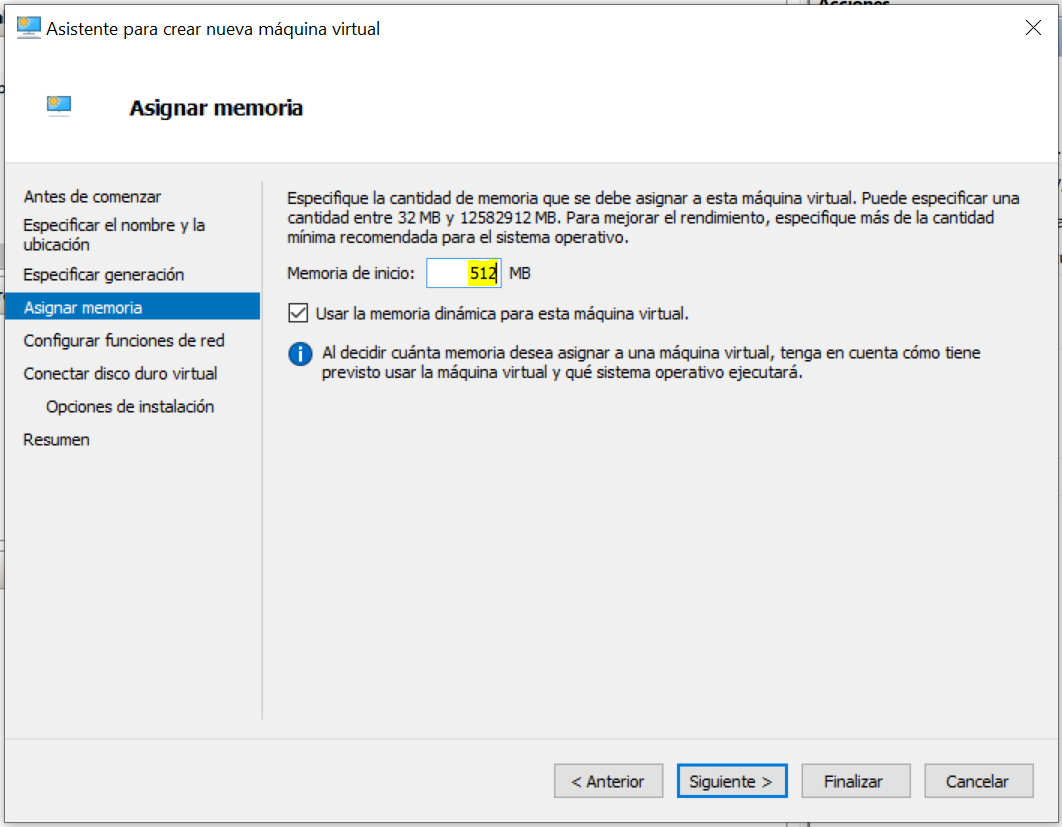 Acciones
Asistente para crear nueva máquina virtual
Asignar memoria
Antes de comenzar
Especificar el nombre y la
ubicación
Especificar generación
Asignar memoria
Configurar funciones de red
Conectar disco duro virtual
Opciones de instalación
Resumen
Especifique la cantidad de memoria que se debe asignar a esta máquina virtual. Puede especificar una
cantidad entre 32 MB y 12582912 MB. Para mejorar el rendimiento, especifique más de la cantidad
mínima recomendada para el sistema operativo.
Memoria de inicio: 512 MB
Usar la memoria dinámica para esta máquina virtual.
Al decidir cuánta memoria desea asignar a una máquina virtual, tenga en cuenta cómo tiene
previsto usar la máquina virtual y qué sistema operativo ejecutará.
< Anterior Siguiente > Finalizar Cancelar